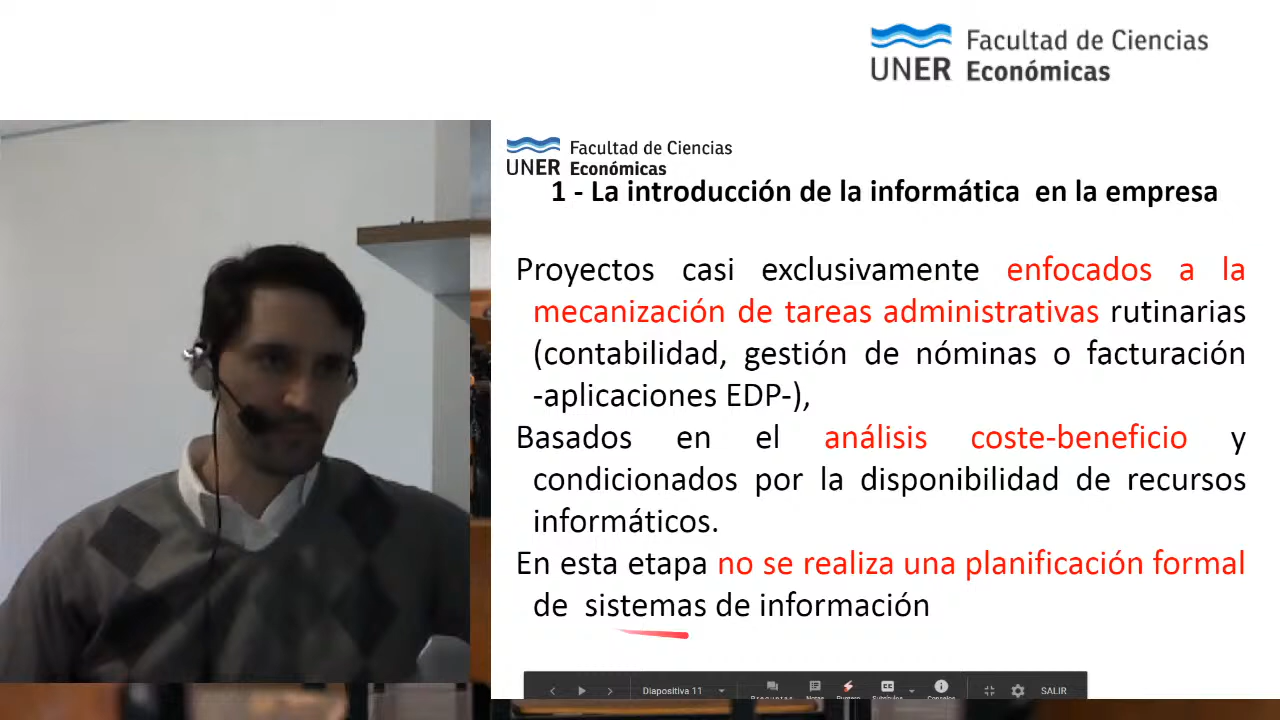 Facultad de Ciencias
UNER Económicas
Facultad de Ciencias
UNER Económicas
1 - La introducción de la informática en la empresa
Proyectos casi exclusivamente enfocados a la
mecanización de tareas administrativas rutinarias
(contabilidad, gestión de nóminas o facturación
-aplicaciones EDP-),
Basados en el análisis coste-beneficio y
condicionados por la disponibilidad de recursos
informáticos.
En esta etapa no se realiza una planificación formal
de sistemas de información
Diapositiva 11
SALIR